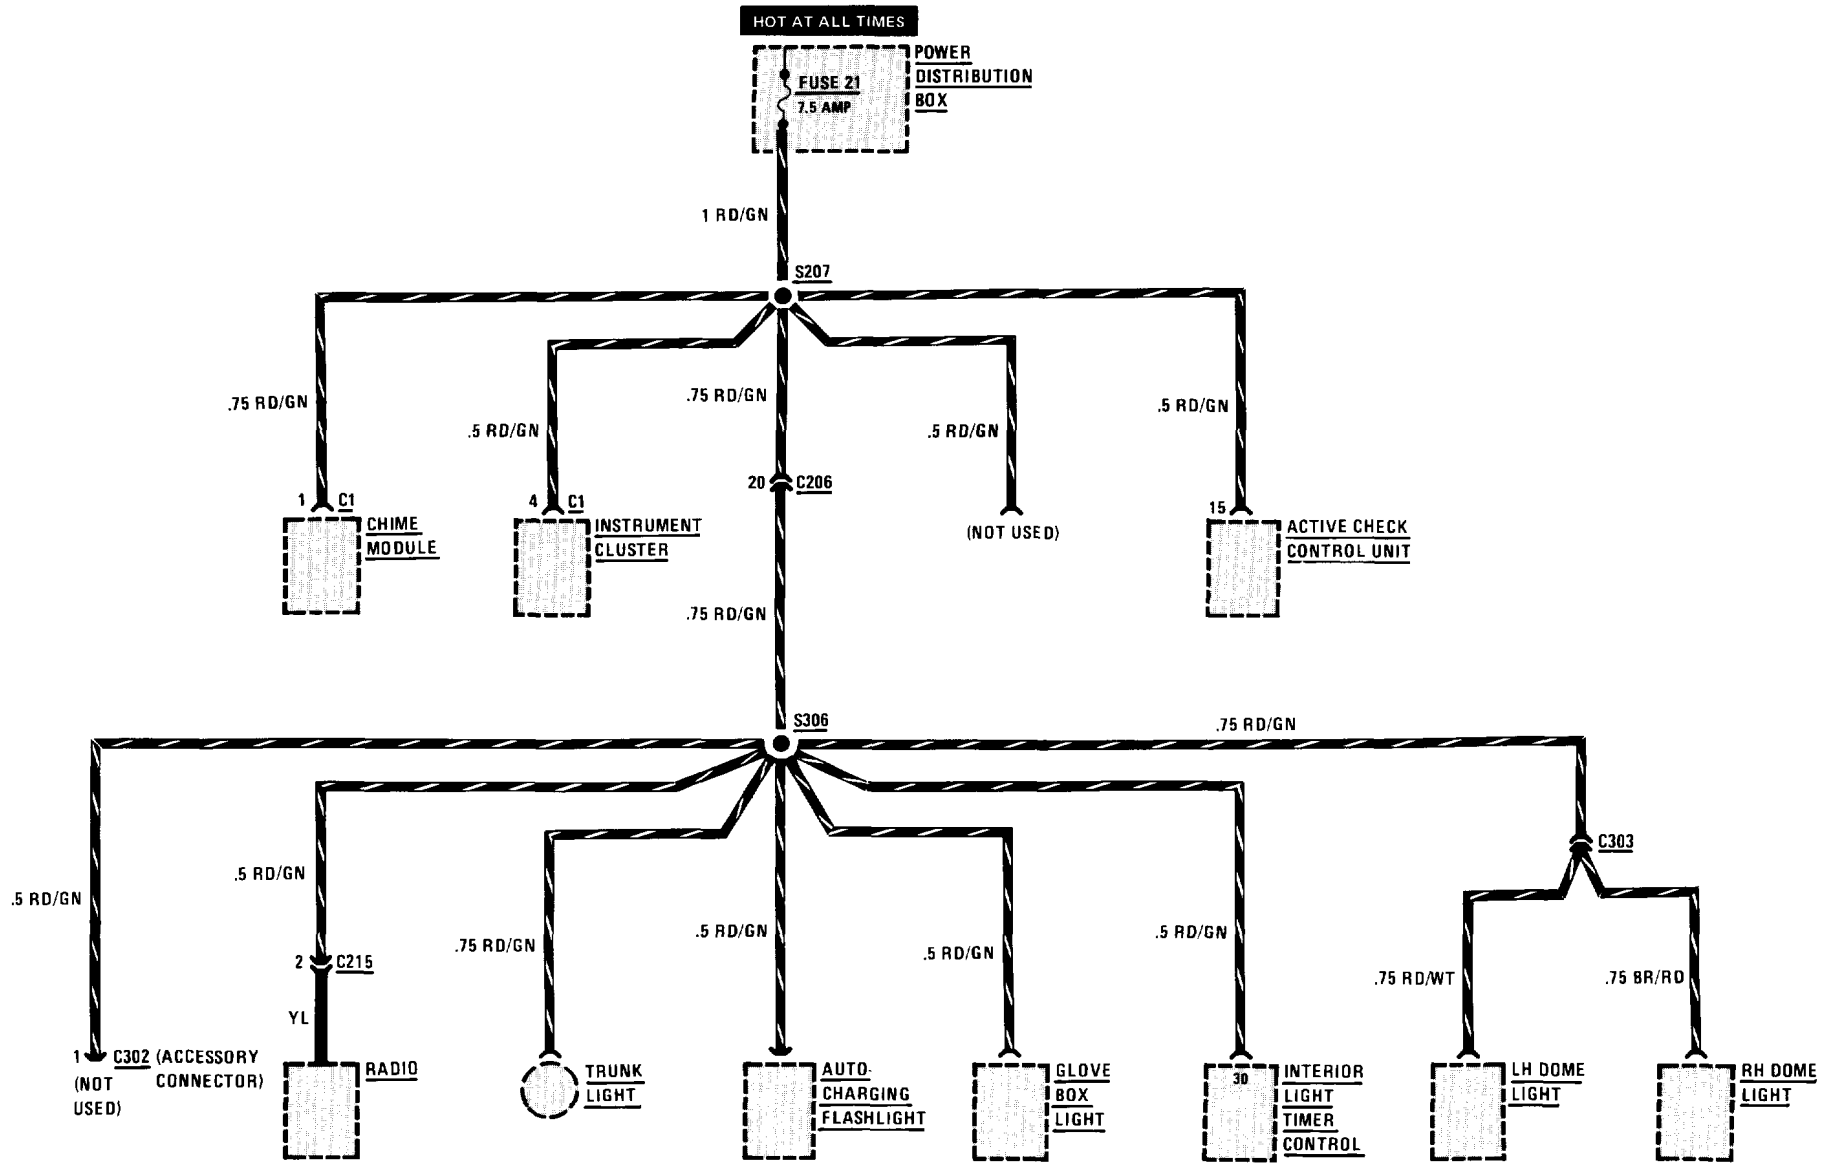 HOT AT ALL TIMES
POWER
DISTRIBUTION
BOX
FUSE 21
7.5 AMP
1 RD/GN
S207
.75 RD/GN
.5 RD/GN
.75 RD/GN
.5 RD/GN
.5 RD/GN
1 C1
CHIME
MODULE
4 C1
INSTRUMENT
CLUSTER
20 C206
(NOT USED)
15
ACTIVE CHECK
CONTROL UNIT
.75 RD/GN
S306
.75 RD/GN
C303
.5 RD/GN
.5 RD/GN
.75 RD/GN
.5 RD/GN
.5 RD/GN
.5 RD/GN
.75 RD/WT
.75 BR/RD
2 C215
YL
1 C302 (ACCESSORY
CONNECTOR)
(NOT
USED)
RADIO
TRUNK
LIGHT
AUTO-
CHARGING
FLASHLIGHT
GLOVE
BOX
LIGHT
30
INTERIOR
LIGHT
TIMER
CONTROL
LH DOME
LIGHT
RH DOME
LIGHT